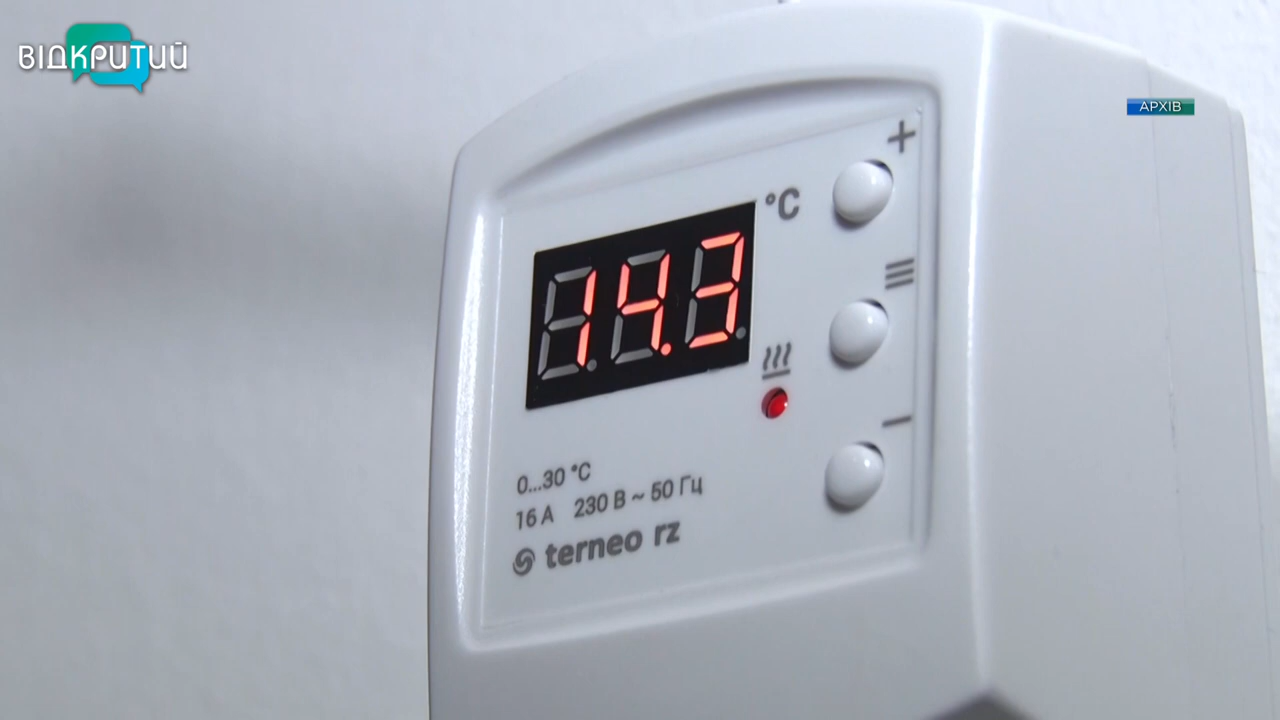 ВІДКРИТИЙ
АРХІВ
+
°C
14.3
0...30 °C
16 A 230 В ~ 50 Гц
terneo rz